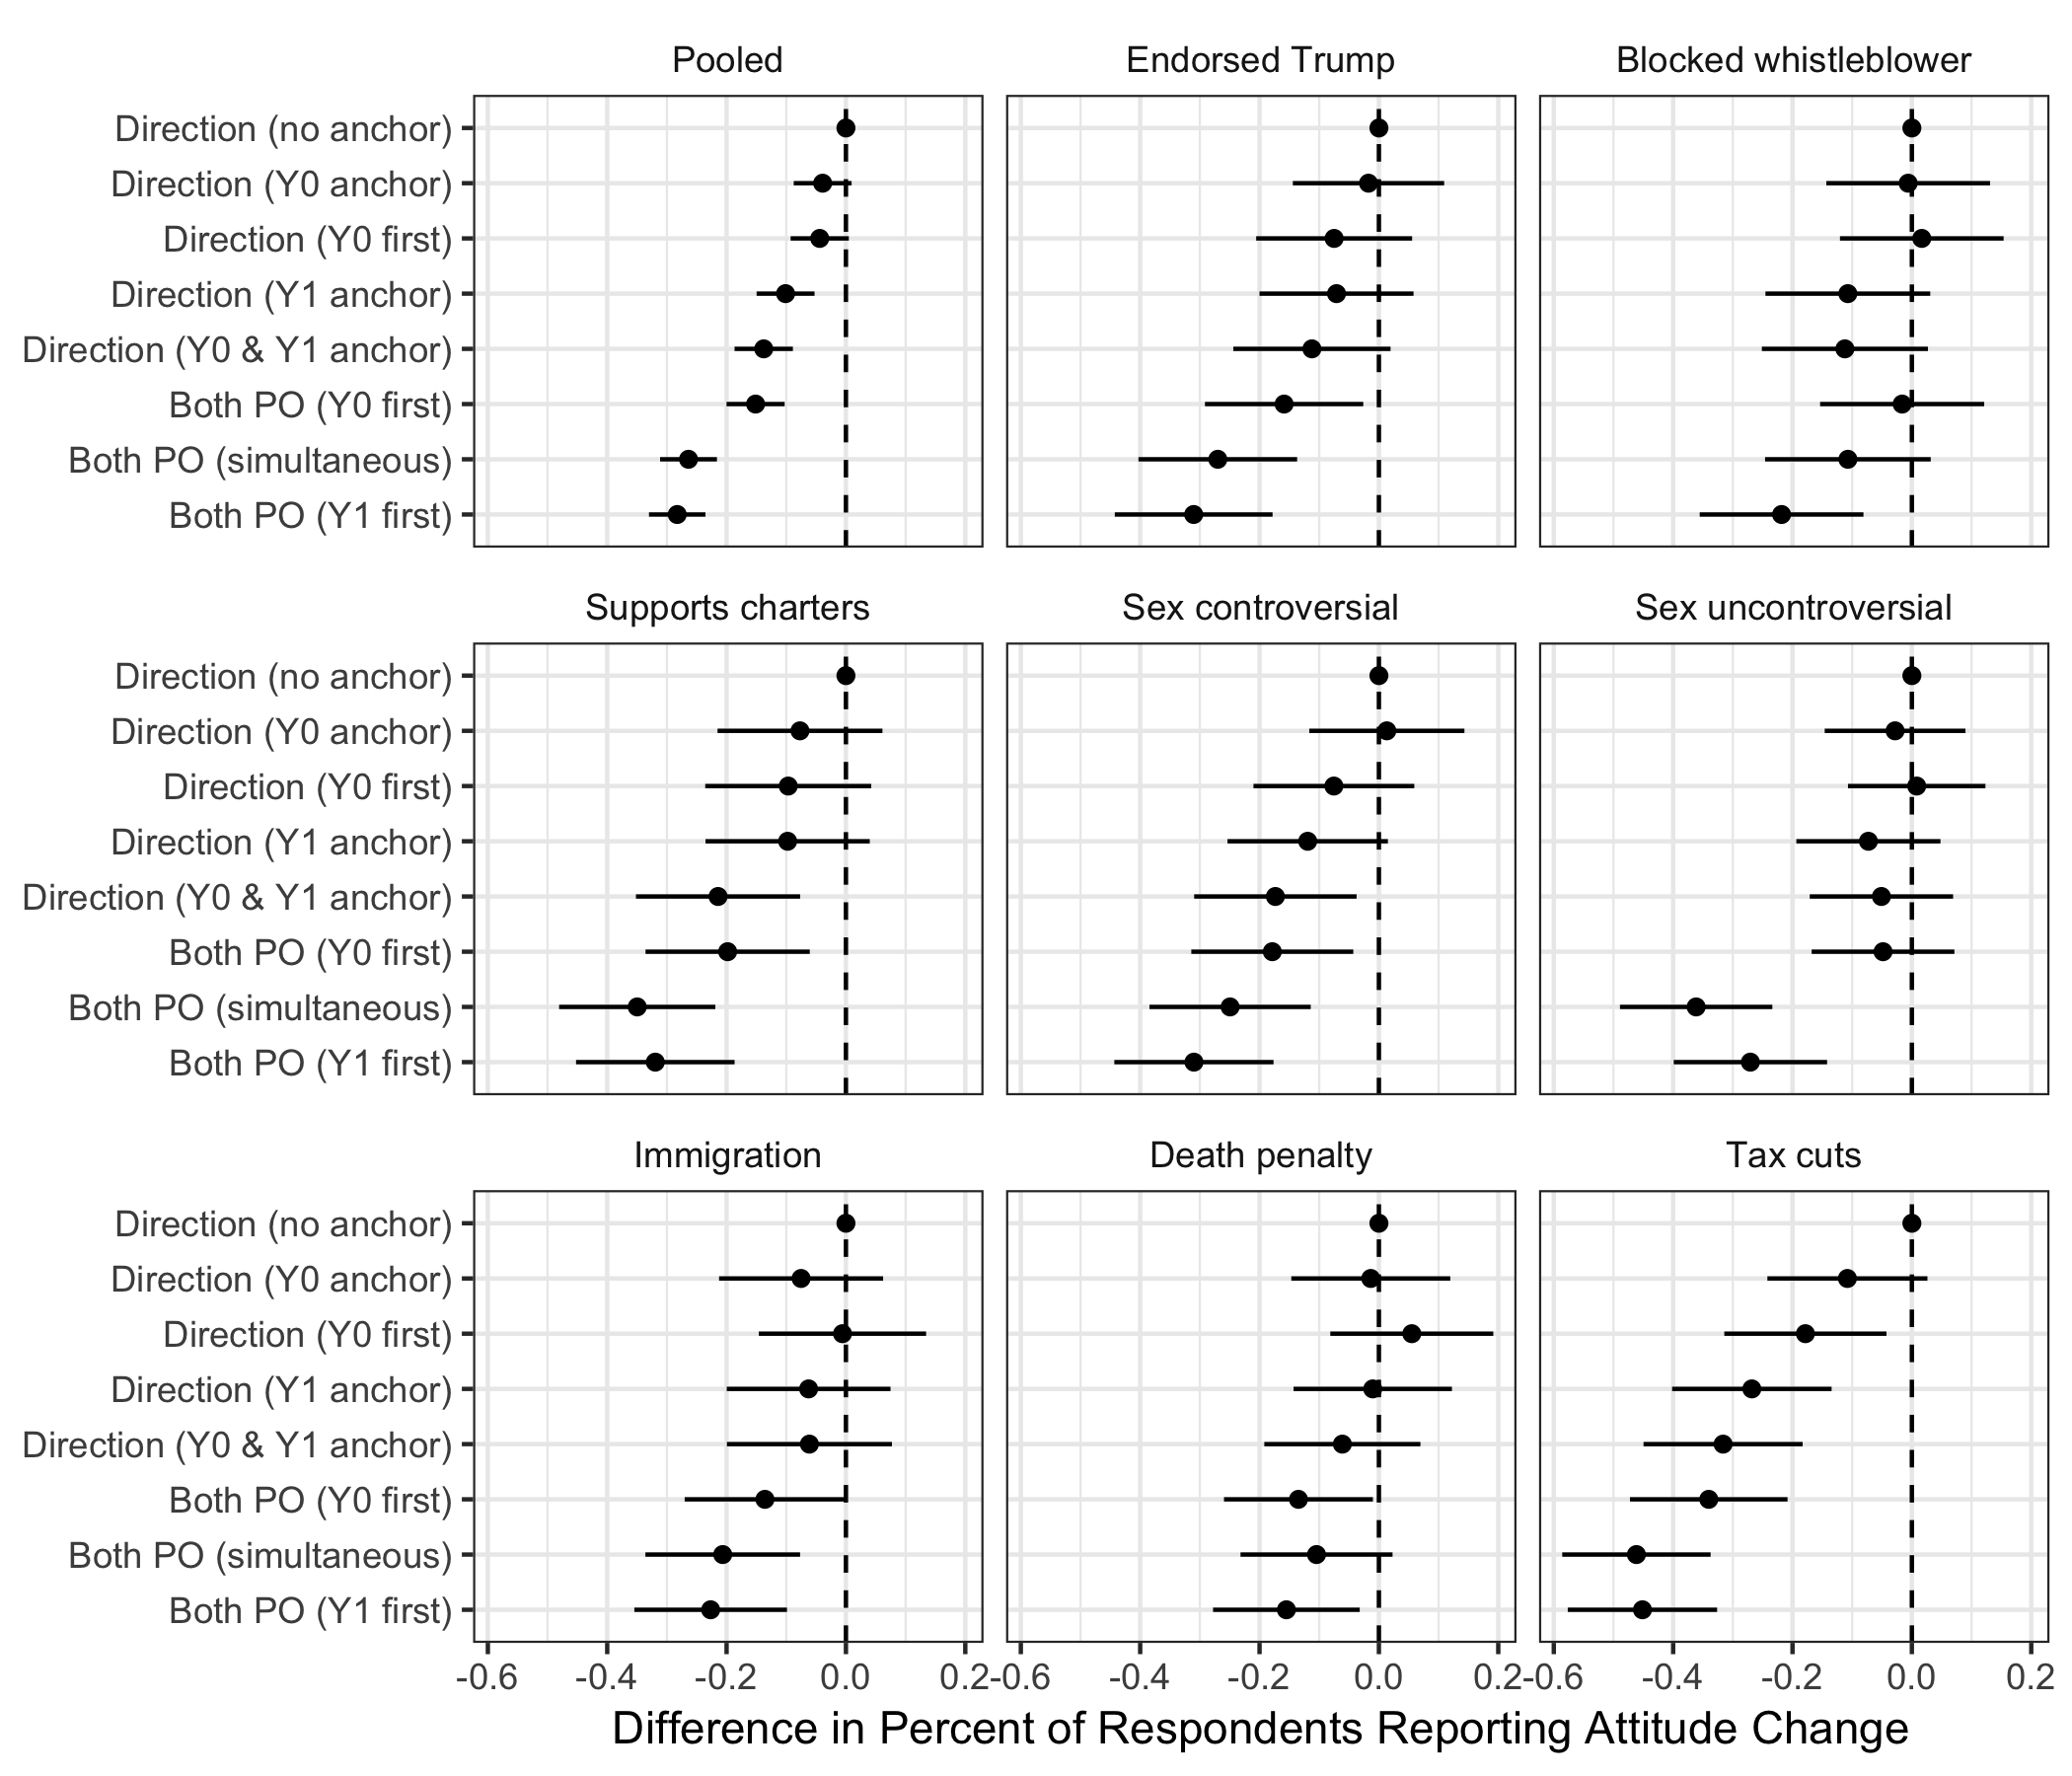 Pooled Endorsed Trump Blocked whistleblower
Direction (no anchor)
Direction (Y0 anchor)
Direction (Y0 first)
Direction (Y1 anchor)
Direction (Y0 & Y1 anchor)
Both PO (Y0 first)
Both PO (simultaneous)
Both PO (Y1 first)
Supports charters Sex controversial Sex uncontroversial
Direction (no anchor)
Direction (Y0 anchor)
Direction (Y0 first)
Direction (Y1 anchor)
Direction (Y0 & Y1 anchor)
Both PO (Y0 first)
Both PO (simultaneous)
Both PO (Y1 first)
Immigration Death penalty Tax cuts
Direction (no anchor)
Direction (Y0 anchor)
Direction (Y0 first)
Direction (Y1 anchor)
Direction (Y0 & Y1 anchor)
Both PO (Y0 first)
Both PO (simultaneous)
Both PO (Y1 first)
-0.6 -0.4 -0.2 0.0 0.2 -0.6 -0.4 -0.2 0.0 0.2 -0.6 -0.4 -0.2 0.0 0.2
Difference in Percent of Respondents Reporting Attitude Change